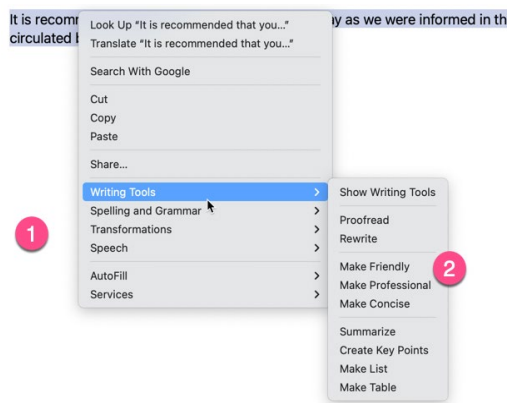 It is recomm
y as we were informed in th
circulated
Look Up "It is recommended that you..."
Translate "It is recommended that you..."
Search With Google
Cut
Copy
Paste
Share...
Writing Tools
Spelling and Grammar
Transformations
Speech
AutoFill
Services
1
Show Writing Tools
Proofread
Rewrite
Make Friendly
Make Professional
Make Concise
Summarize
Create Key Points
Make List
Make Table
2